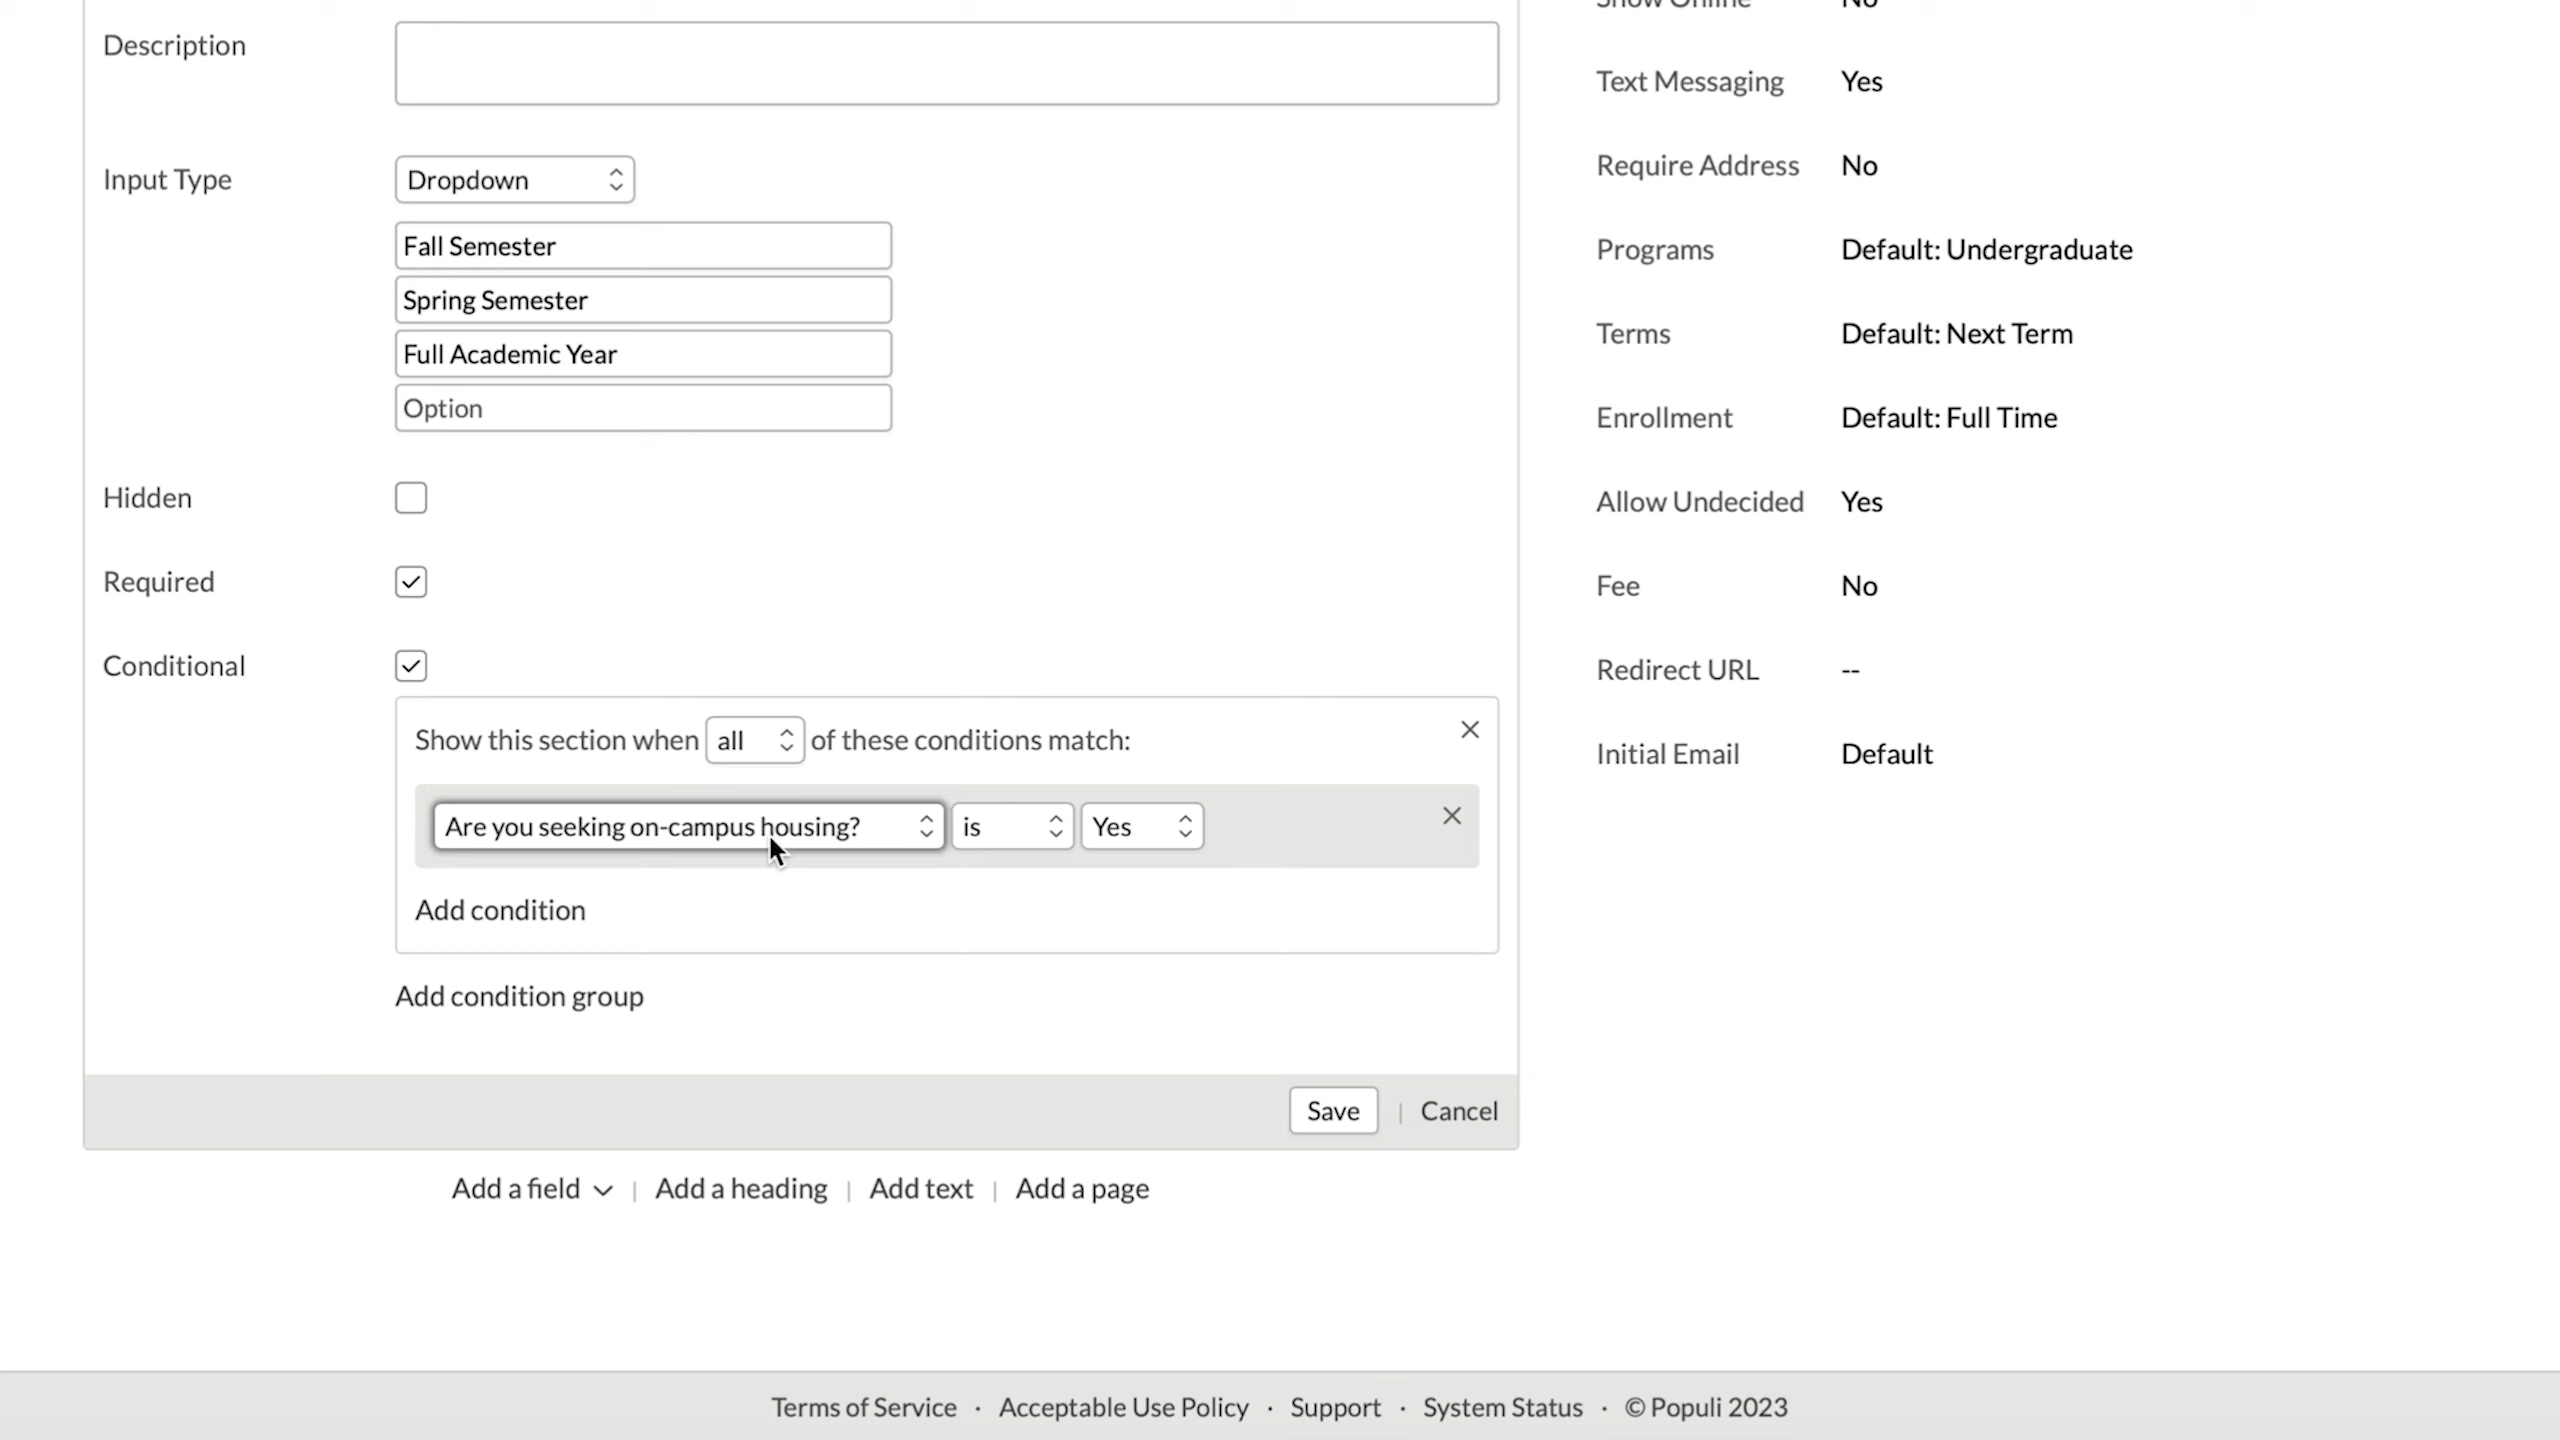 Show Online No
Description
Text Messaging Yes
Input Type Dropdown
Require Address No
Fall Semester
Programs Default: Undergraduate
Spring Semester
Terms Default: Next Term
Full Academic Year
Option
Enrollment Default: Full Time
Hidden
Allow Undecided Yes
Required
Fee No
Conditional
Redirect URL --
Show this section when all of these conditions match:
Initial Email Default
Are you seeking on-campus housing? is Yes
Add condition
Add condition group
Save | Cancel
Add a field | Add a heading | Add text | Add a page
Terms of Service · Acceptable Use Policy · Support · System Status · © Populi 2023